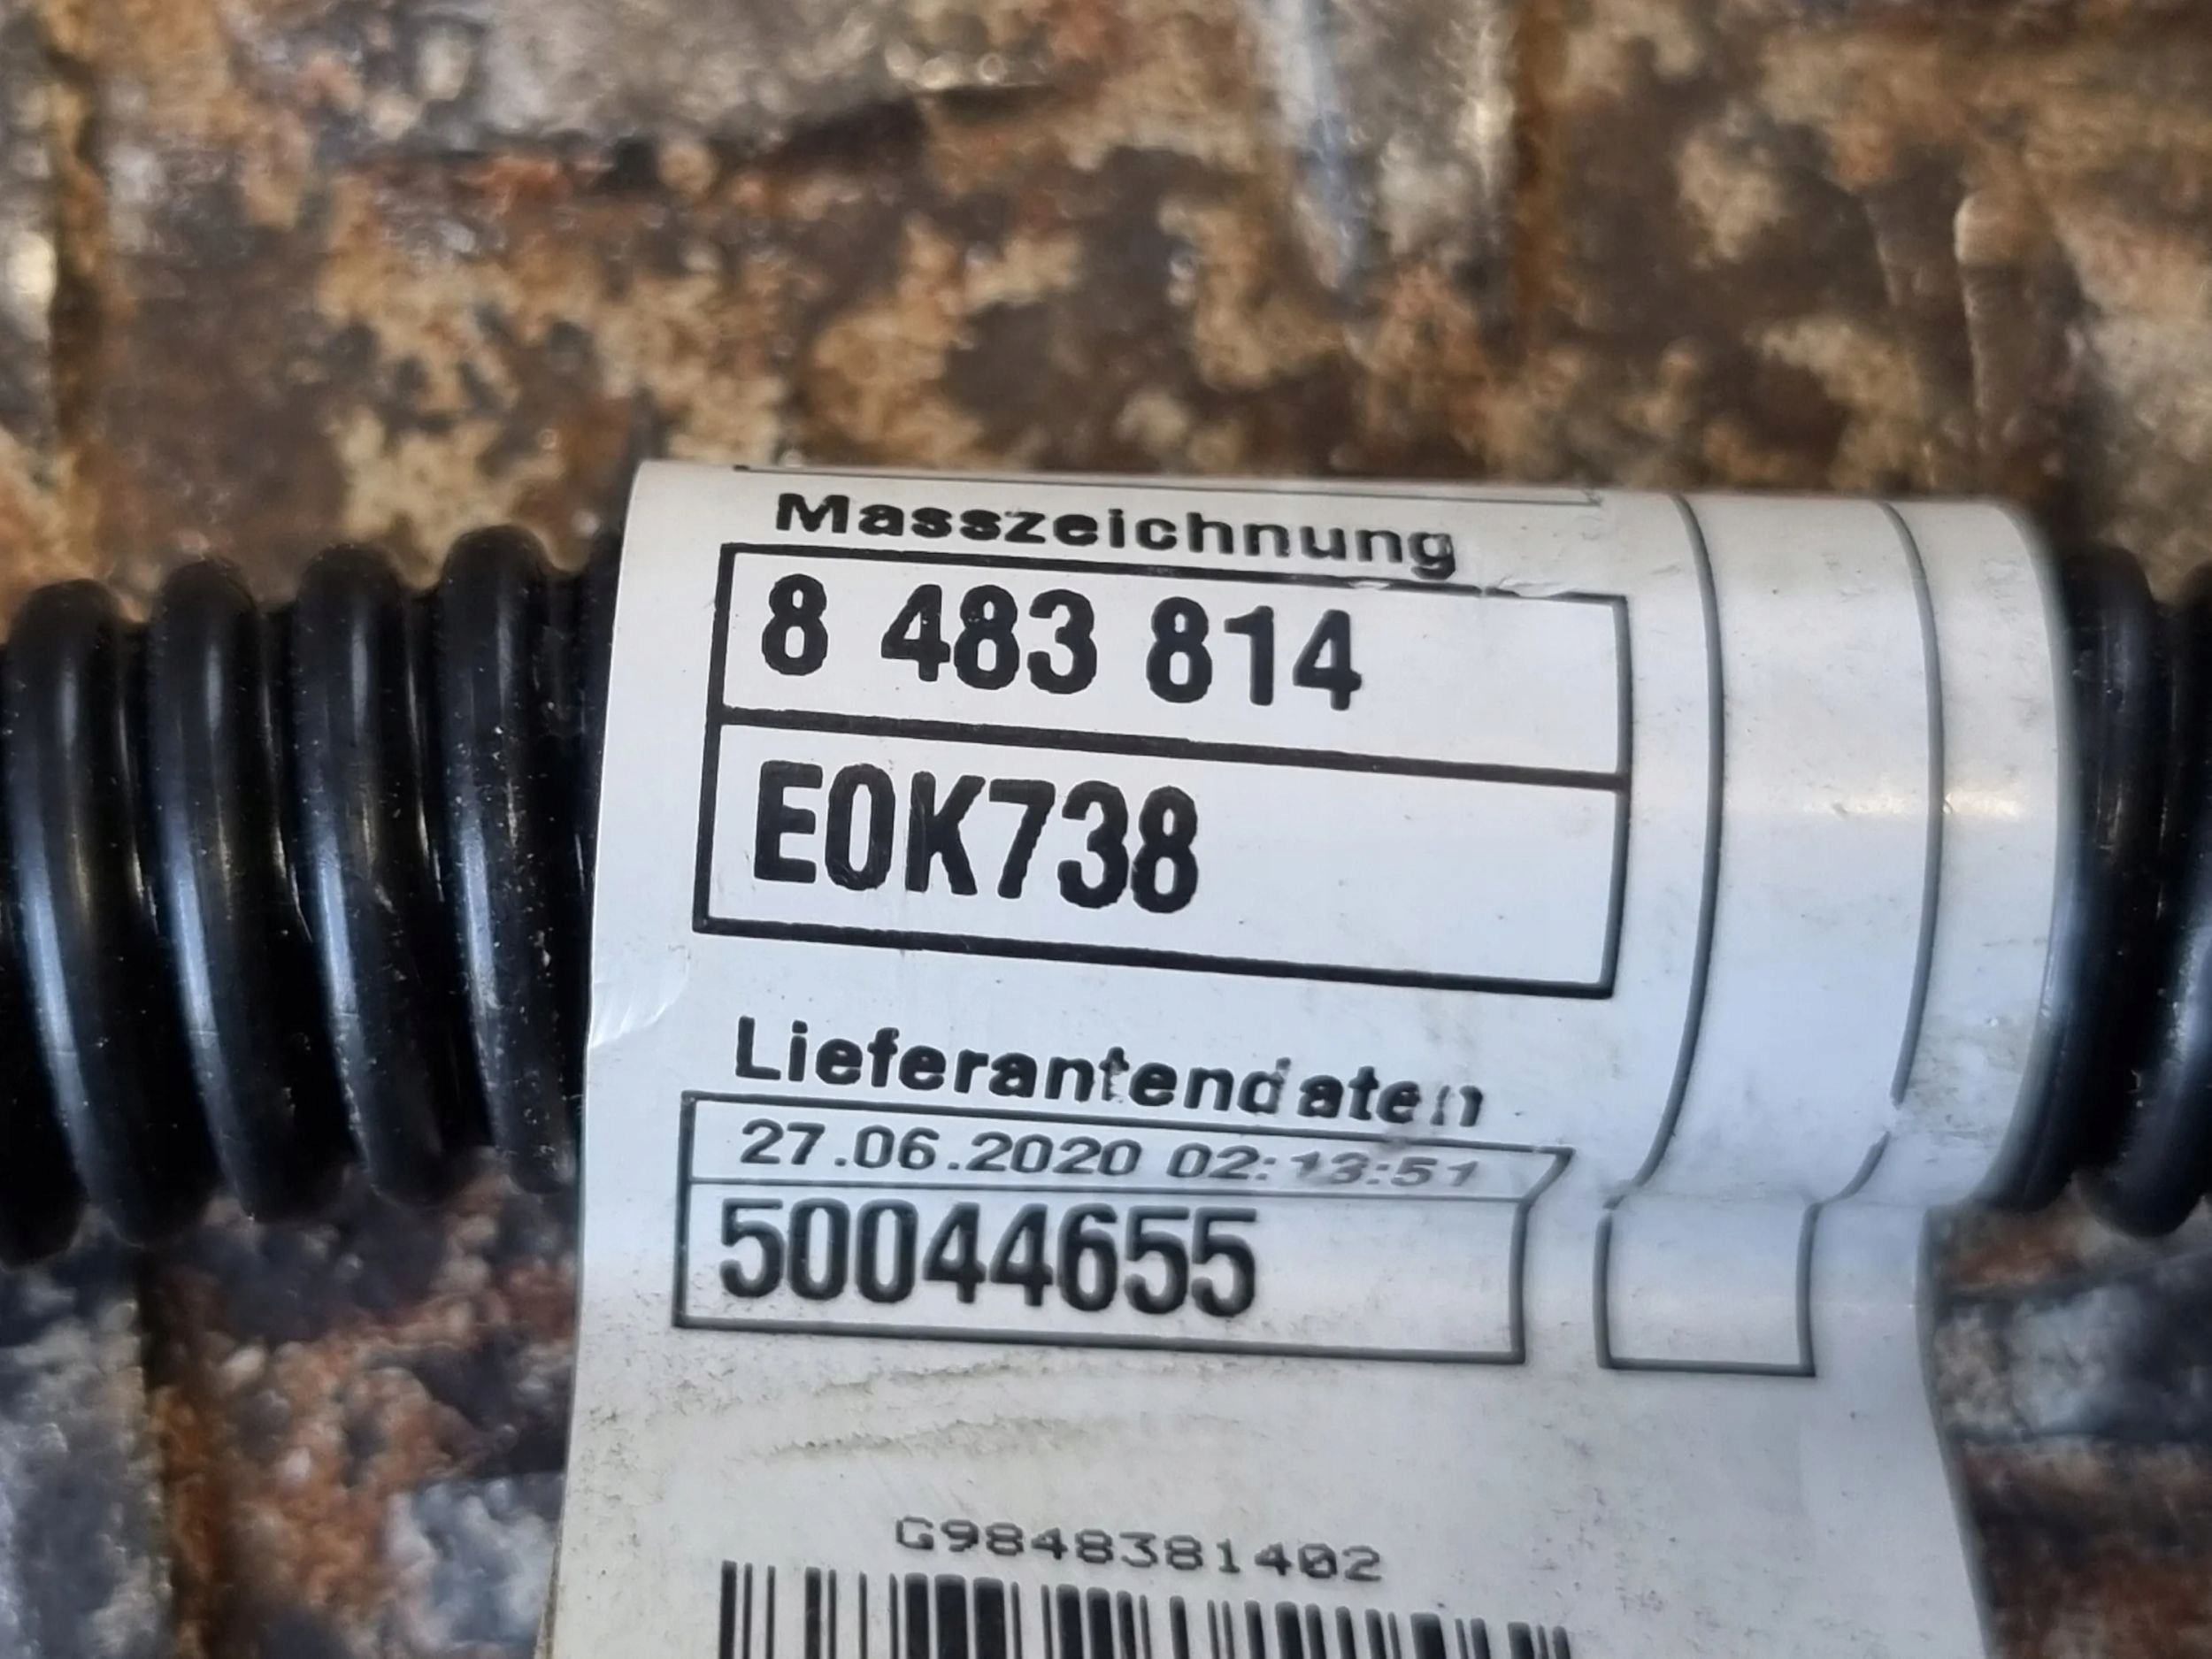 Masszeichnung
8 483 814
E0K738
Lieferantendaten
27.06.2020 02:13:51
50044655
G9848381402